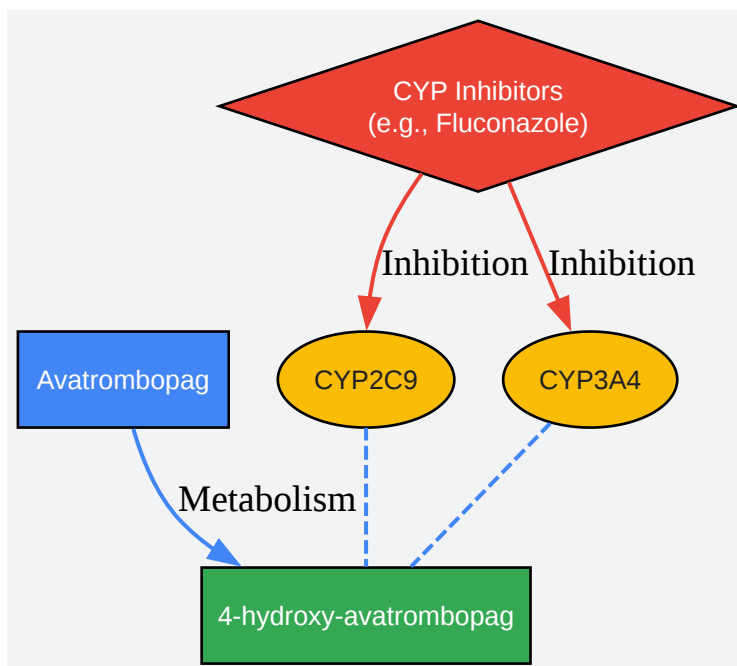 CYP Inhibitors
(e.g., Fluconazole)
Inhibition
Inhibition
Avatrombopag
CYP2C9
CYP3A4
Metabolism
4-hydroxy-avatrombopag